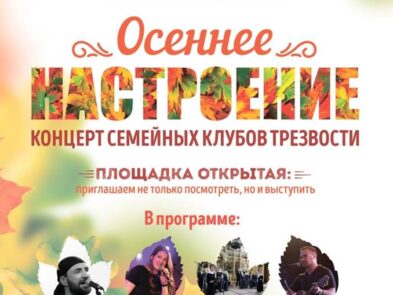 Осеннее
НАСТРОЕНИЕ
КОНЦЕРТ СЕМЕЙНЫХ КЛУБОВ ТРЕЗВОСТИ
ПЛОЩАДКА ОТКРЫТАЯ:
приглашаем не только посмотреть, но и выступить
В программе: